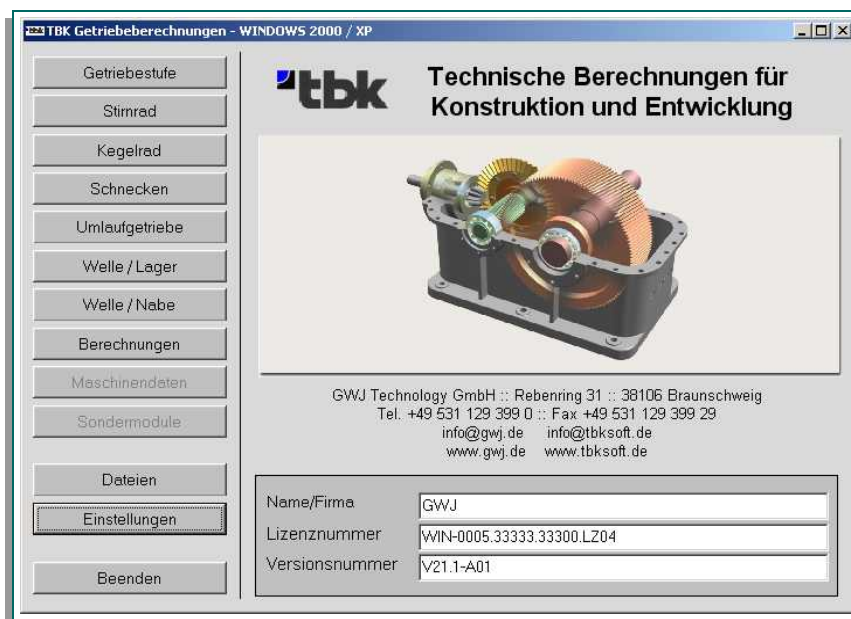 TBK Getriebeberechnungen - WINDOWS 2000 / XP
Getriebestufe
Stirnrad
Kegelrad
Schnecken
Umlaufgetriebe
Welle / Lager
Welle / Nabe
Berechnungen
Maschinendaten
Sondermodule
Dateien
Einstellungen
Beenden
tbk
Technische Berechnungen für
Konstruktion und Entwicklung
GWJ Technology GmbH :: Rebenring 31 :: 38106 Braunschweig
Tel. +49 531 129 399 0 :: Fax +49 531 129 399 29
info@gwj.de info@tbksoft.de
www.gwj.de www.tbksoft.de
Name/Firma GWJ
Lizenznummer WIN-0005.33333.33300.LZ04
Versionsnummer V21.1-A01